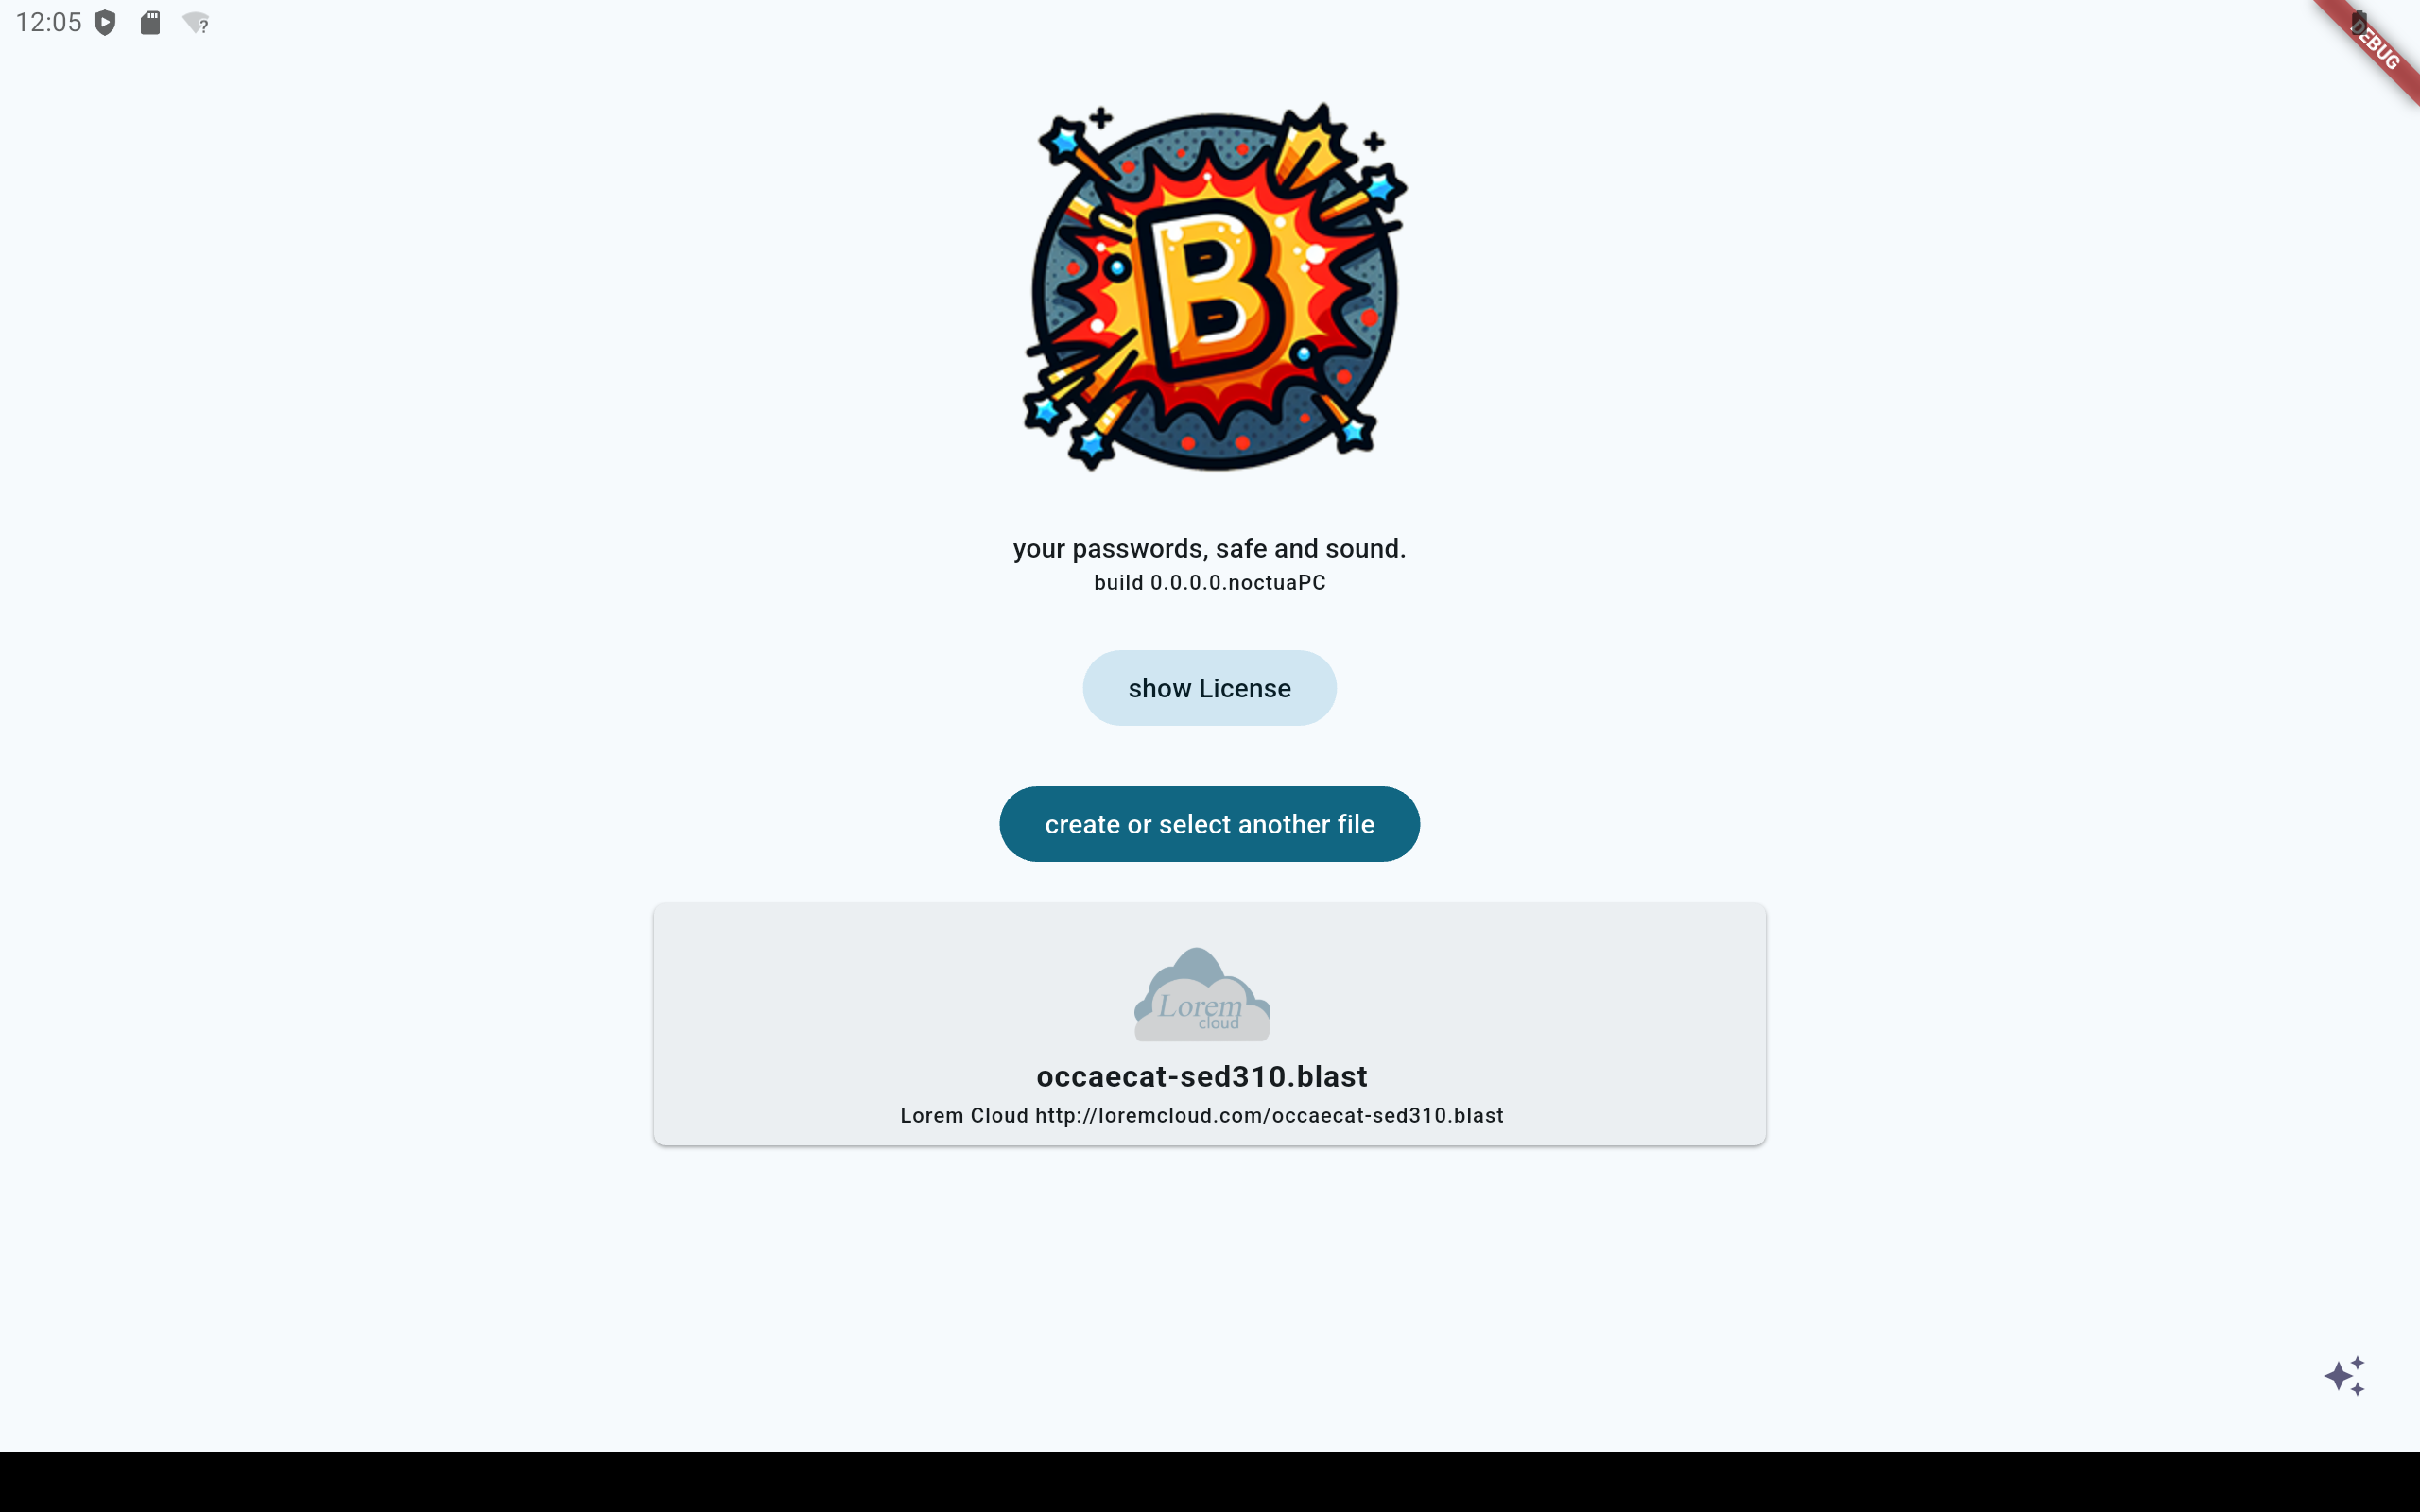 12:05
DEBUG
B
your passwords, safe and sound.
build 0.0.0.0.noctuaPC
show License
create or select another file
Lorem
cloud
occaecat-sed310.blast
Lorem Cloud http://loremcloud.com/occaecat-sed310.blast